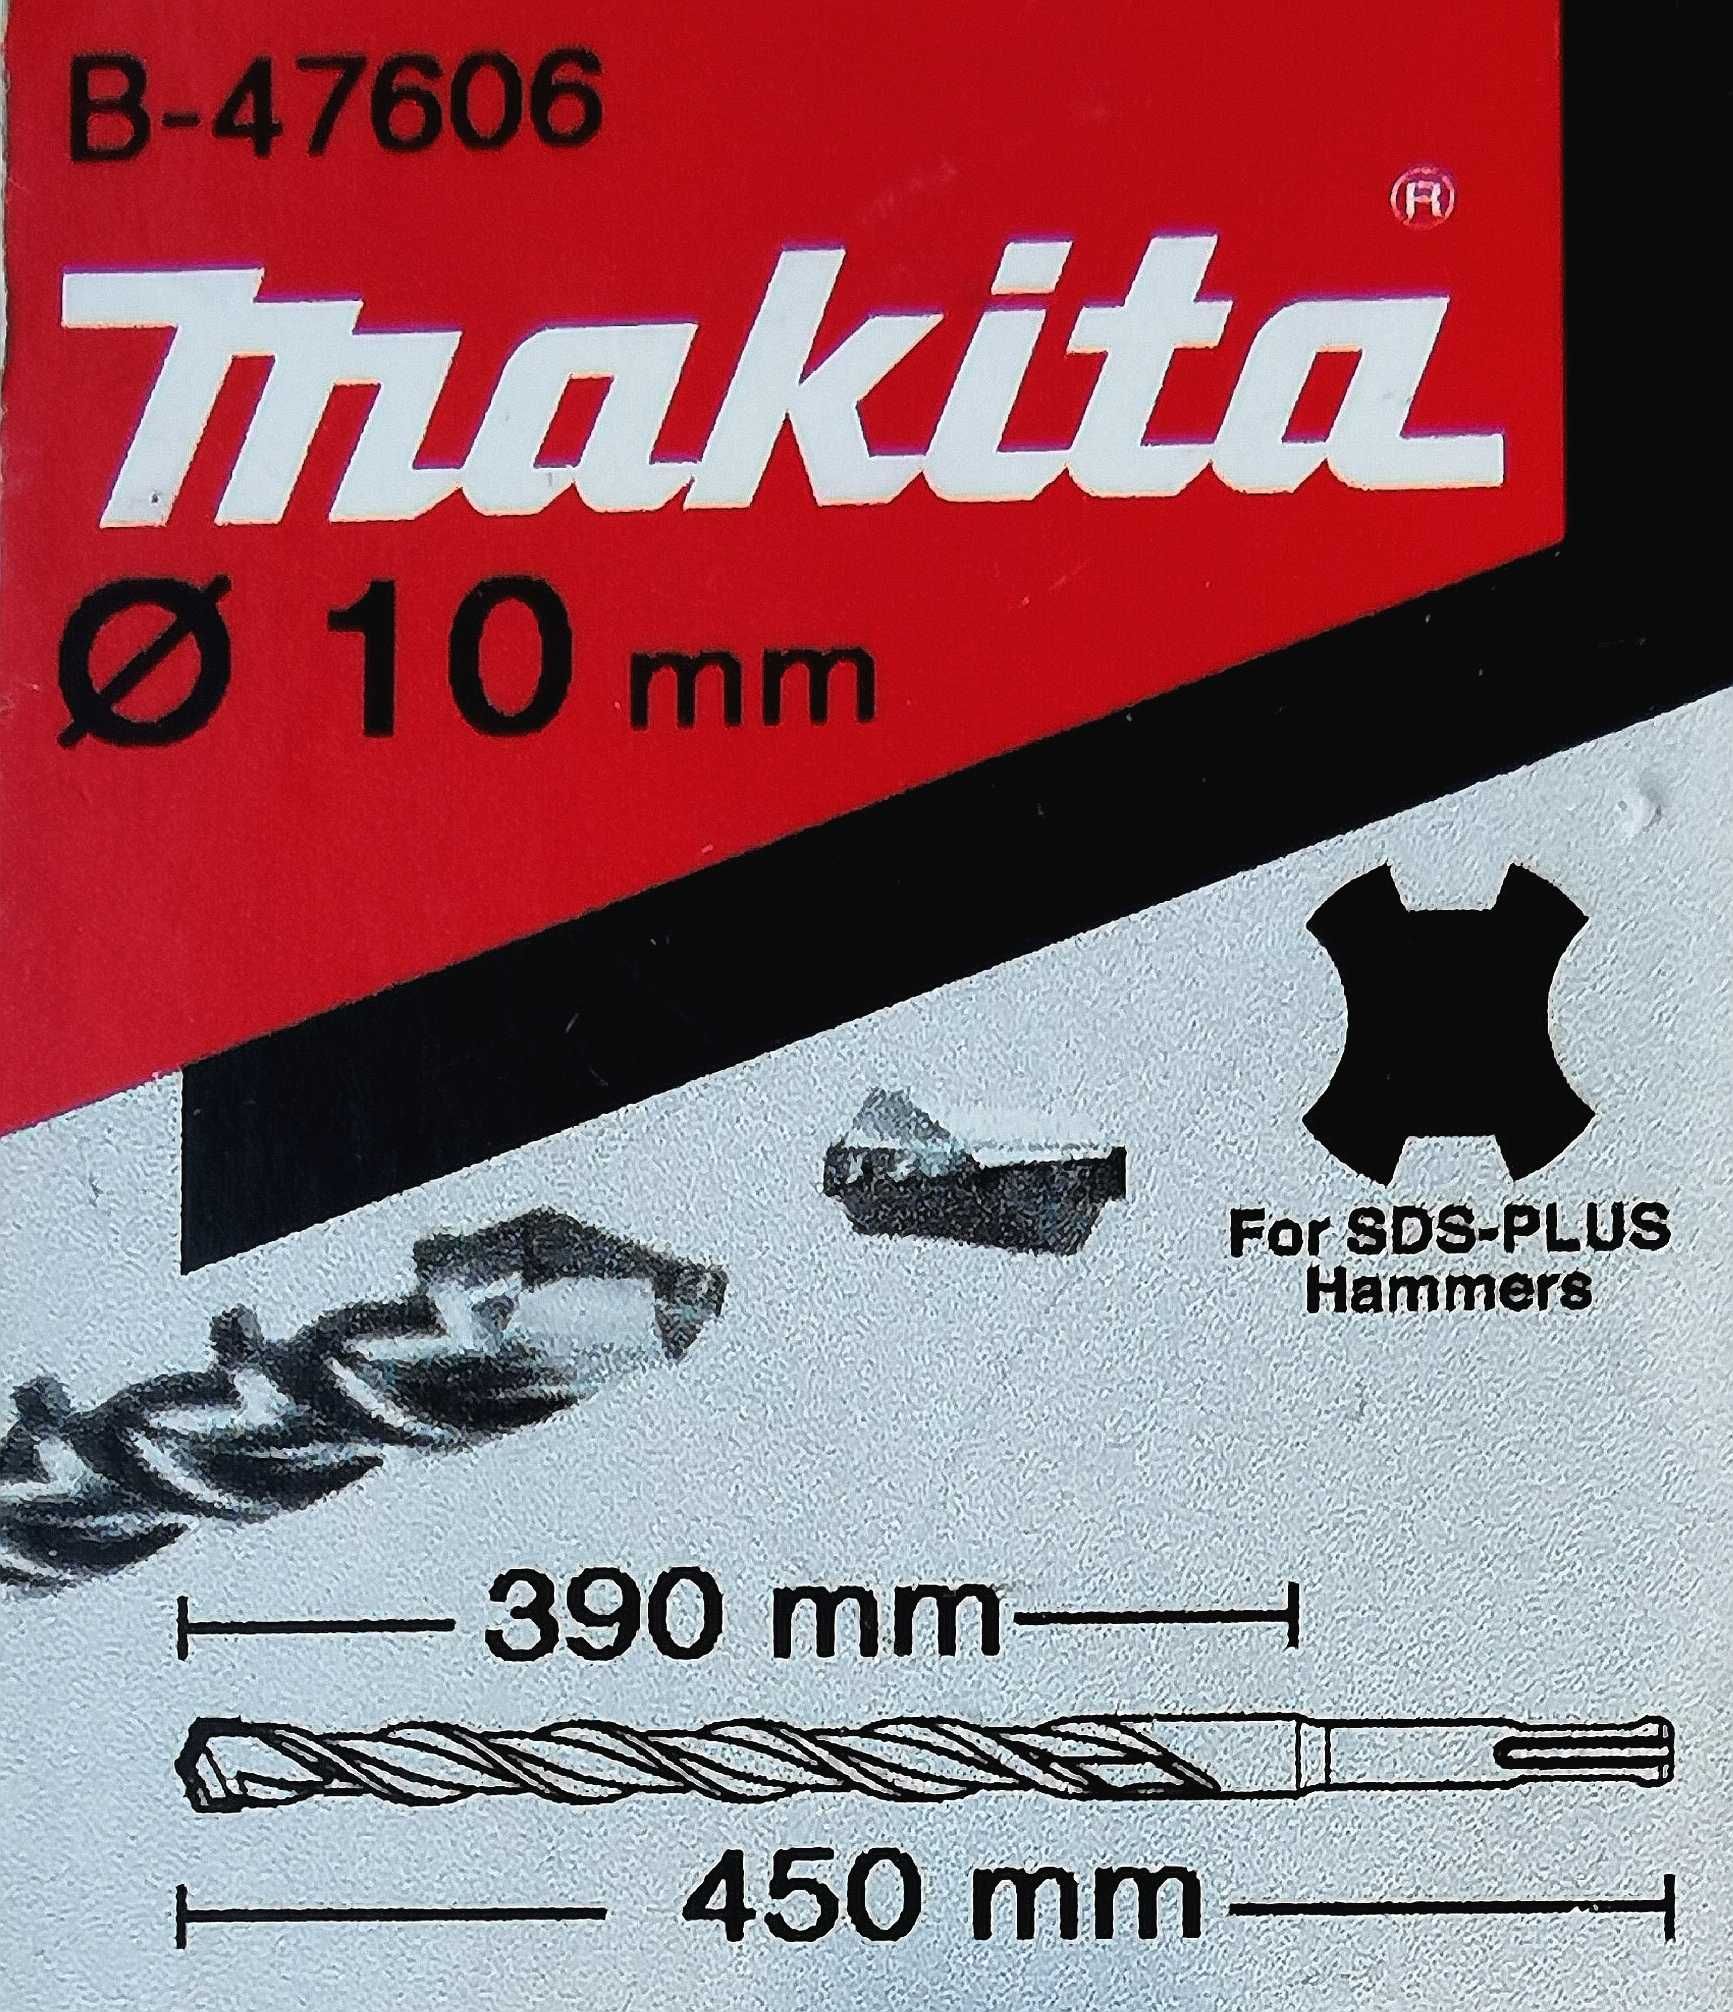 B-47606
makita®
Ø 10 mm
For SDS-PLUS
Hammers
390 mm
450 mm